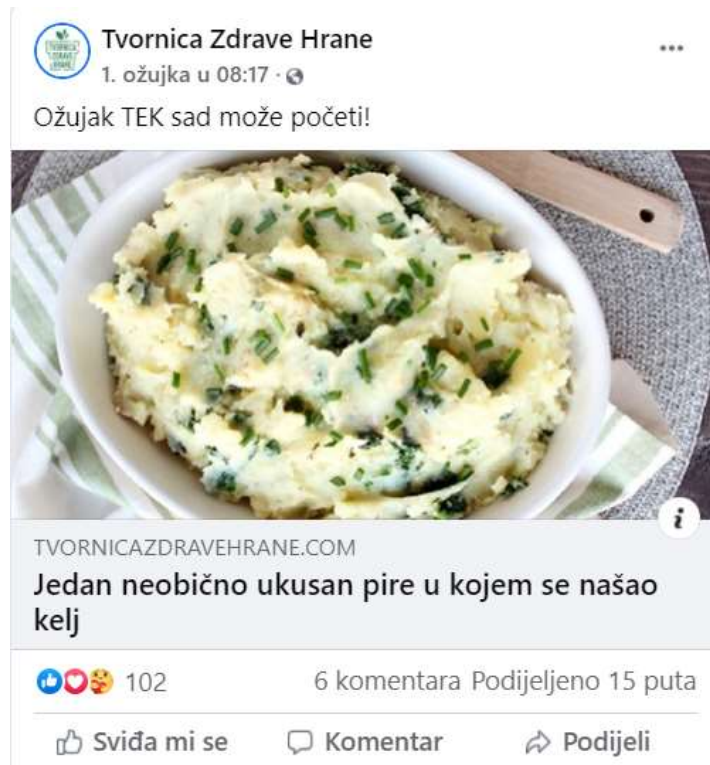 Tvornica Zdrave Hrane
1. ožujka u 08:17 ·
Ožujak TEK sad može početi!
TVORNICAZDRAVEHRANE.COM
Jedan neobično ukusan pire u kojem se našao
kelj
102 6 komentara Podijeljeno 15 puta
Sviđa mi se Komentar Podijeli